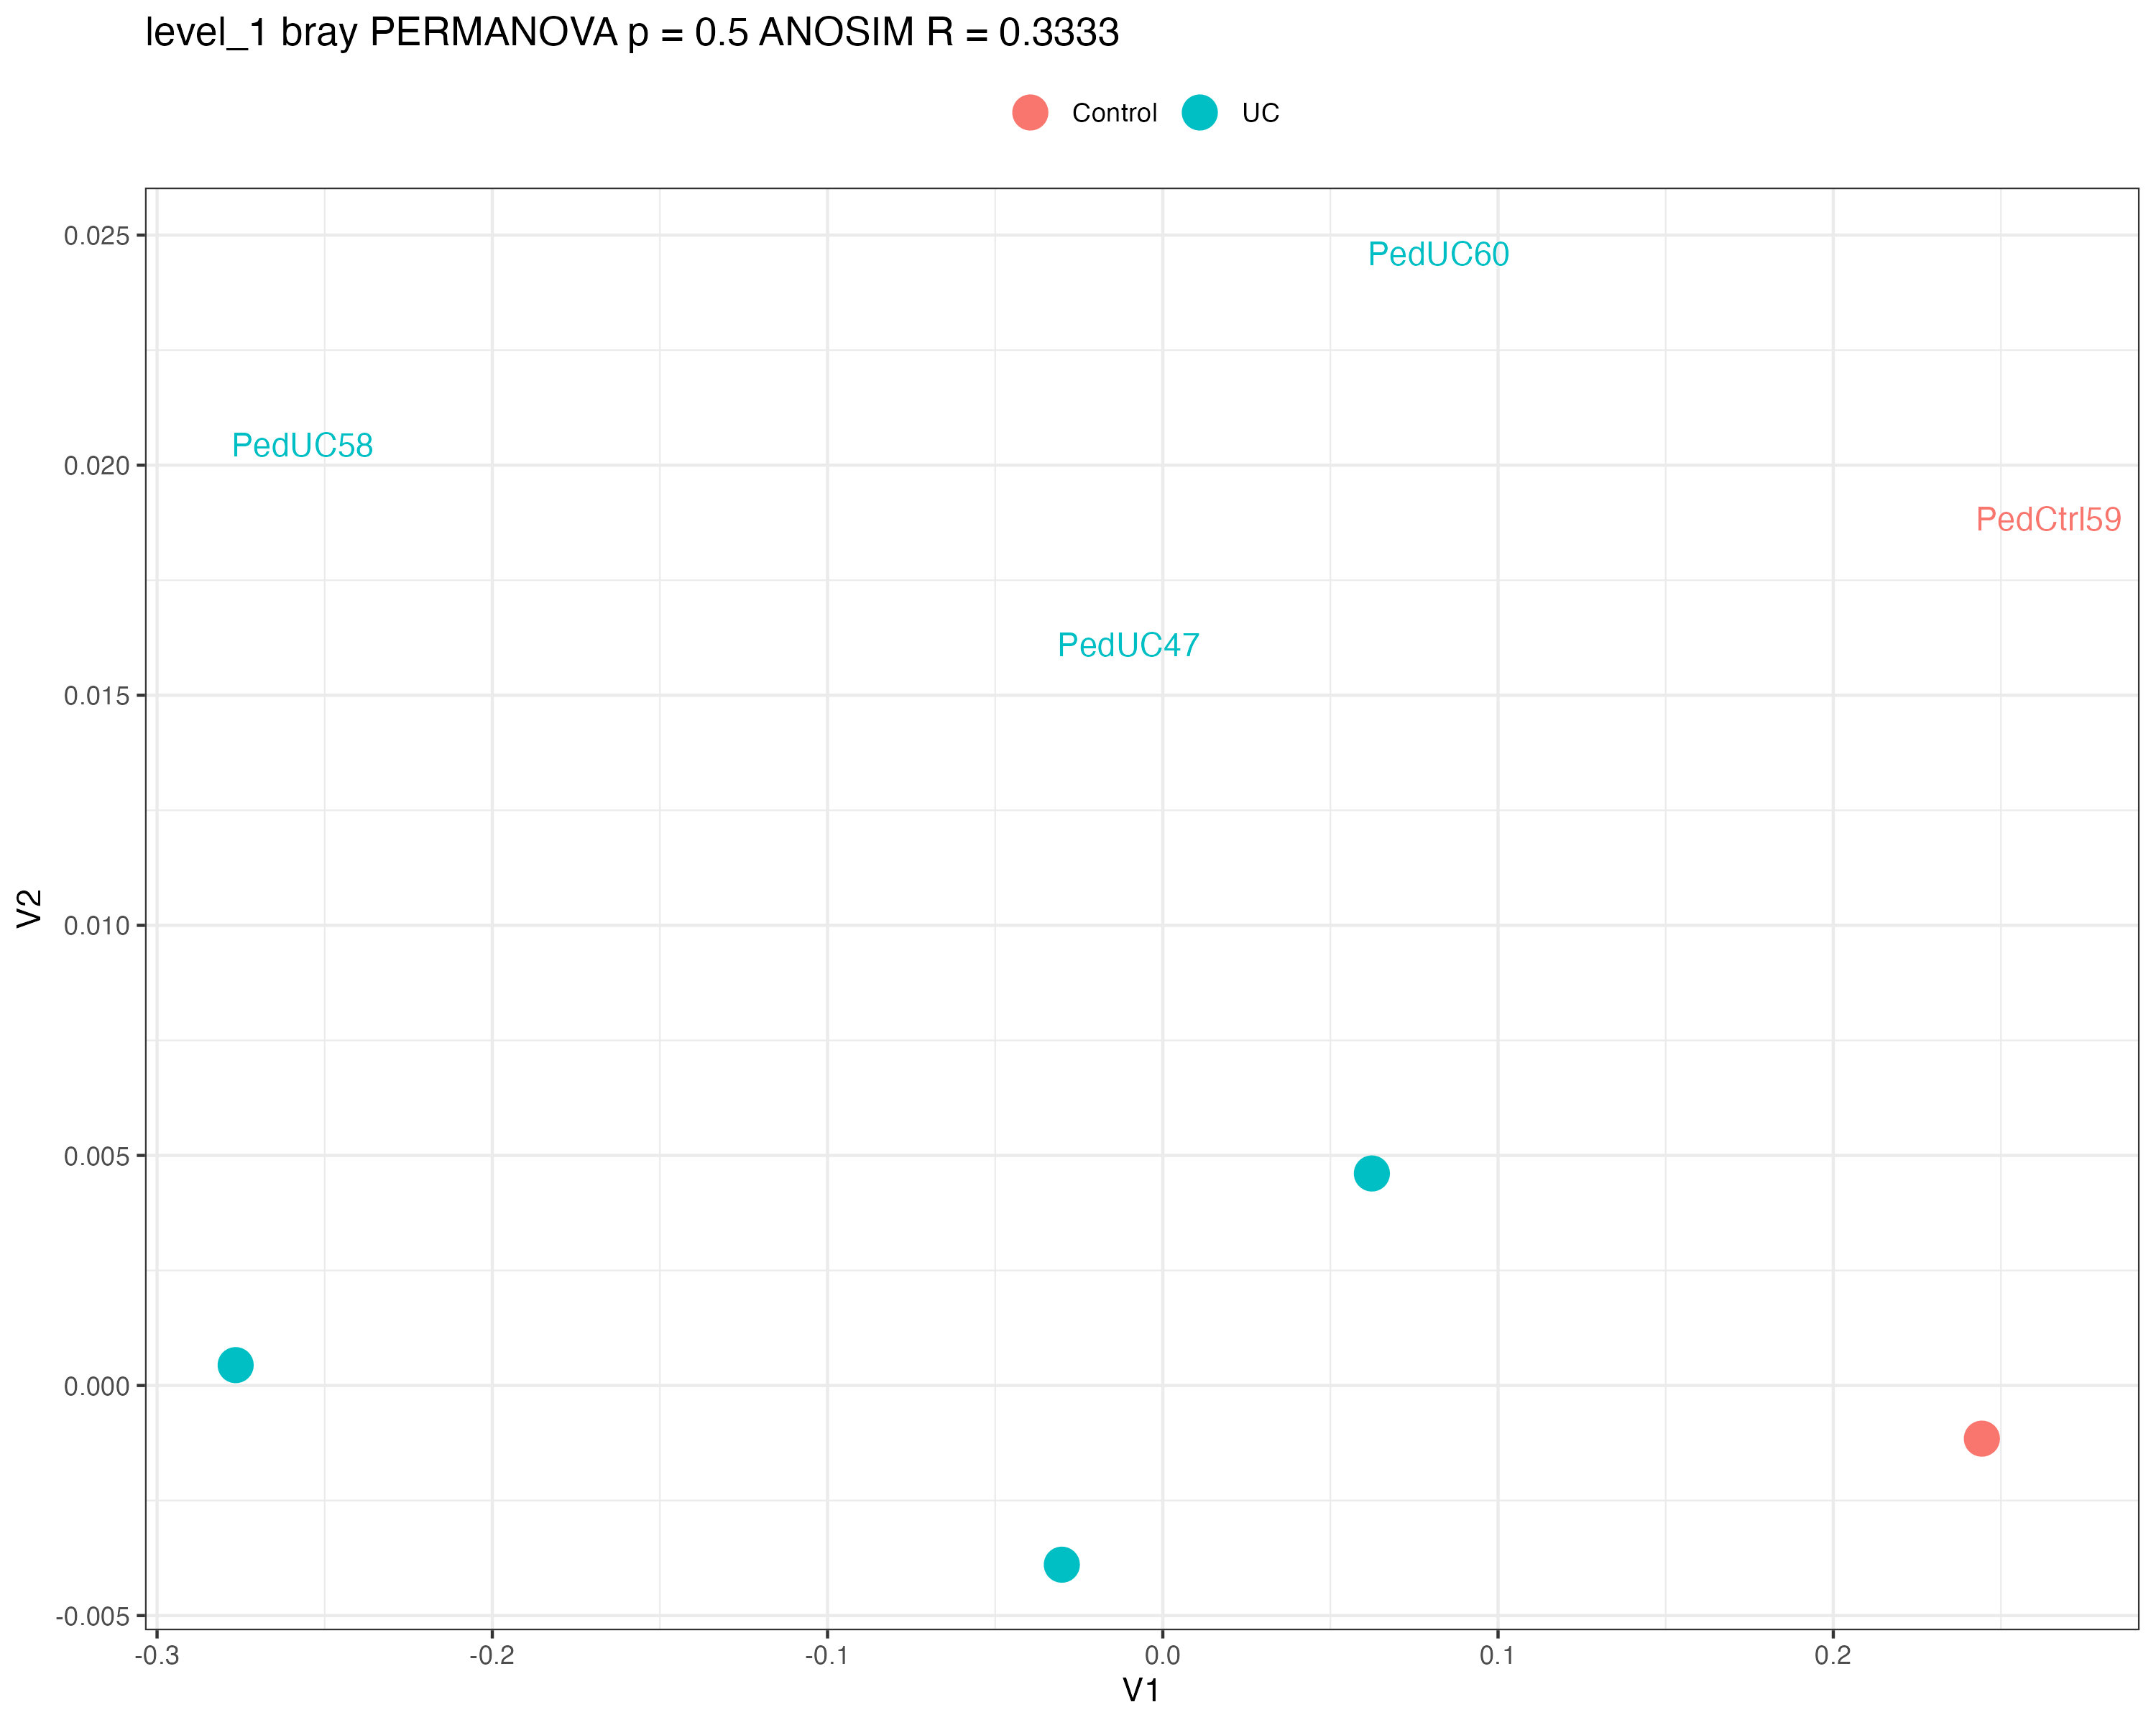 level_1 bray PERMANOVA p = 0.5 ANOSIM R = 0.3333
Control UC
0.025
PedUC60
PedUC58
0.020
PedCtrl59
PedUC47
0.015
V2
0.010
0.005
0.000
-0.005
-0.3 -0.2 -0.1 0.0 0.1 0.2
V1